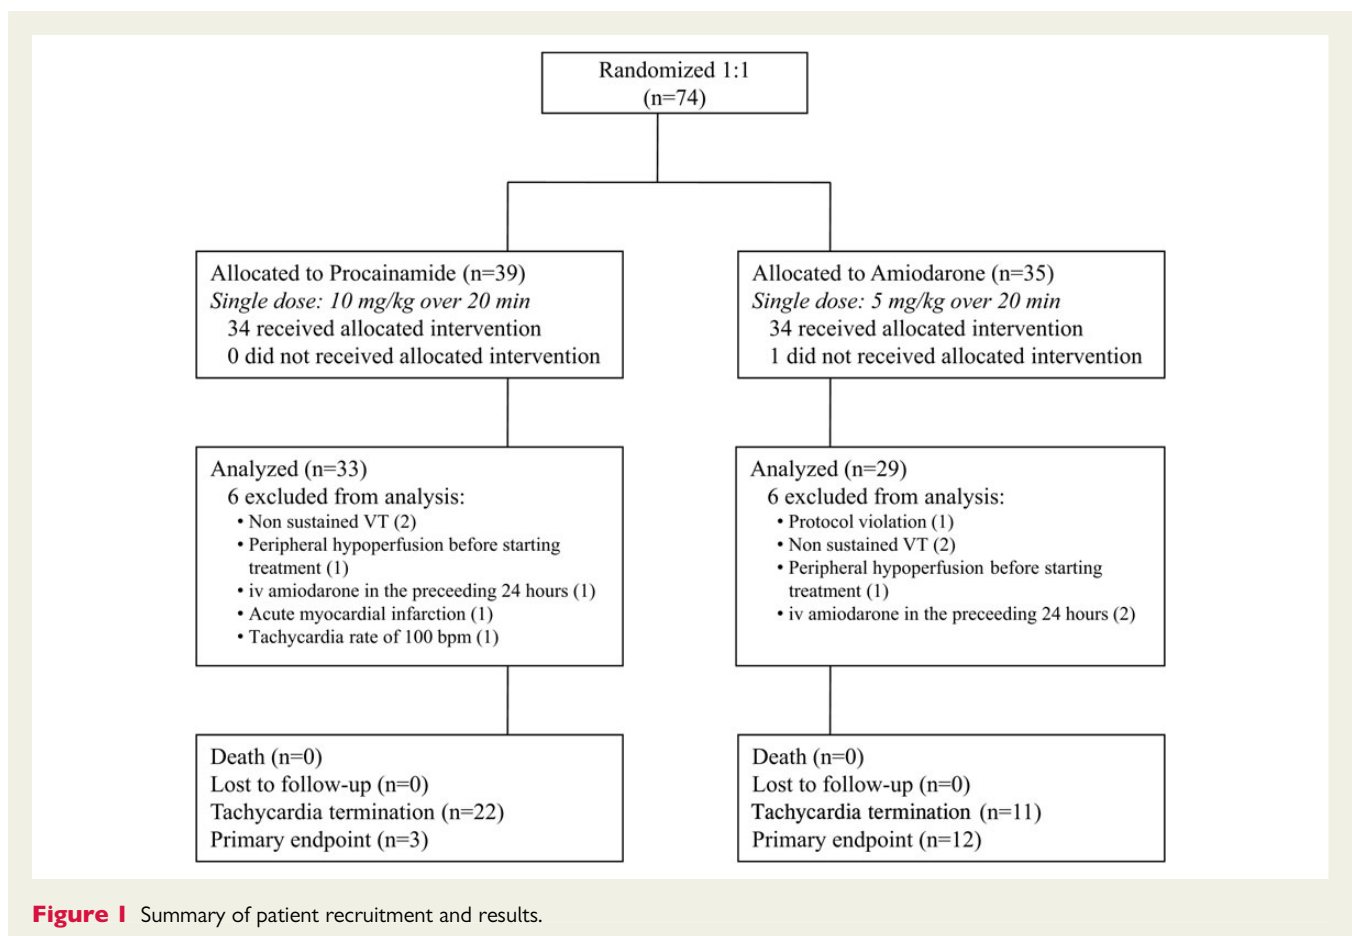 Randomized 1:1
(n=74)
Allocated to Procainamide (n=39)
Single dose: 10 mg/kg over 20 min
34 received allocated intervention
0 did not received allocated intervention
Allocated to Amiodarone (n=35)
Single dose: 5 mg/kg over 20 min
34 received allocated intervention
1 did not received allocated intervention
Analyzed (n=33)
6 excluded from analysis:
• Non sustained VT (2)
• Peripheral hypoperfusion before starting
treatment (1)
• iv amiodarone in the preceeding 24 hours (1)
• Acute myocardial infarction (1)
• Tachycardia rate of 100 bpm (1)
Analyzed (n=29)
6 excluded from analysis:
• Protocol violation (1)
• Non sustained VT (2)
• Peripheral hypoperfusion before starting
treatment (1)
• iv amiodarone in the preceeding 24 hours (2)
Death (n=0)
Lost to follow-up (n=0)
Tachycardia termination (n=22)
Primary endpoint (n=3)
Death (n=0)
Lost to follow-up (n=0)
Tachycardia termination (n=11)
Primary endpoint (n=12)
Figure 1 Summary of patient recruitment and results.